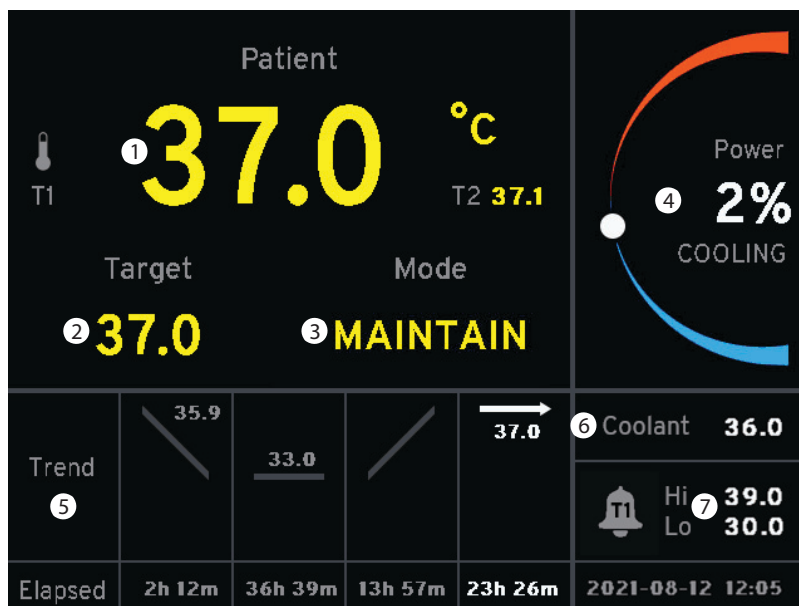 Patient
1 37.0 °C
T1
T2 37.1
Target Mode
2 37.0 3 MAINTAIN
Power
4 2%
COOLING
Trend
5
35.9
33.0
37.0
Elapsed 2h 12m 36h 39m 13h 57m 23h 26m
6 Coolant 36.0
T1 Hi 7 39.0
Lo 30.0
2021-08-12 12:05